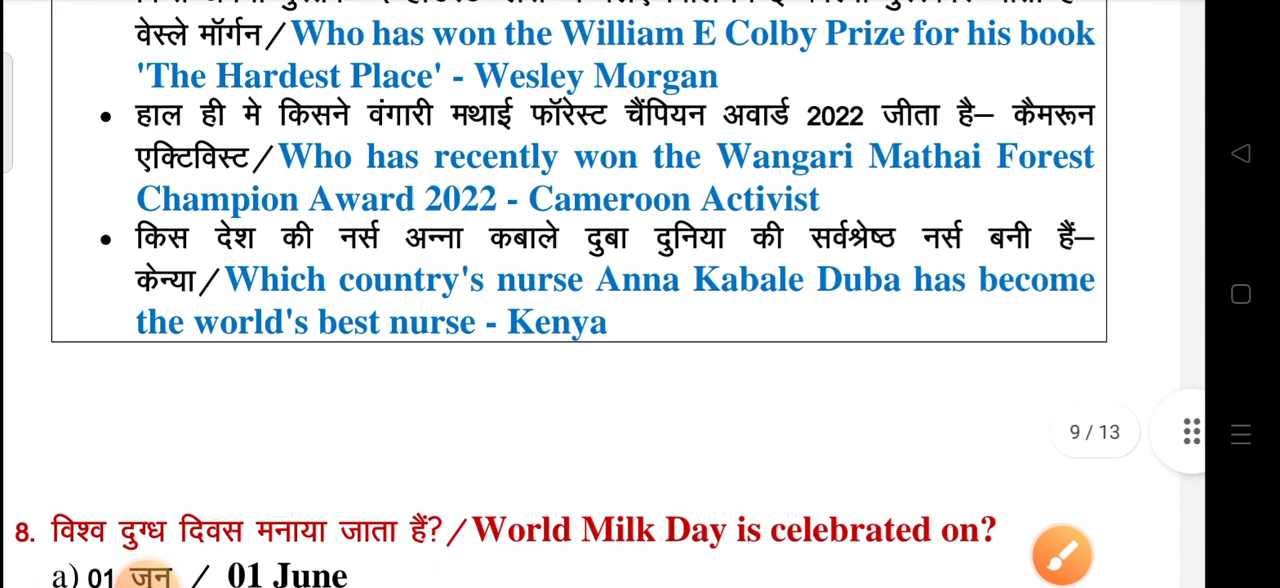 वेस्ले मॉर्गन / Who has won the William E Colby Prize for his book
'The Hardest Place' - Wesley Morgan
• हाल ही मे किसने वंगारी मथाई फॉरेस्ट चैंपियन अवार्ड 2022 जीता है– कैमरून
एक्टिविस्ट / Who has recently won the Wangari Mathai Forest
Champion Award 2022 - Cameroon Activist
• किस देश की नर्स अन्ना कबाले दुबा दुनिया की सर्वश्रेष्ठ नर्स बनी हैं–
केन्या / Which country's nurse Anna Kabale Duba has become
the world's best nurse - Kenya
9 / 13
8. विश्व दुग्ध दिवस मनाया जाता हैं? / World Milk Day is celebrated on?
a) 01 जून / 01 June